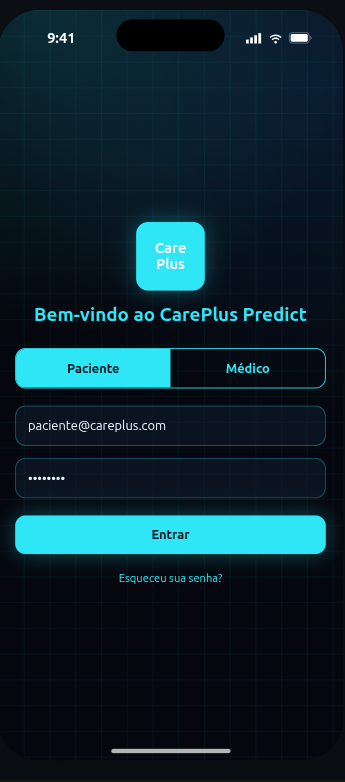 9:41
Care
Plus
Bem-vindo ao CarePlus Predict
Paciente
Médico
paciente@careplus.com
••••••••
Entrar
Esqueceu sua senha?